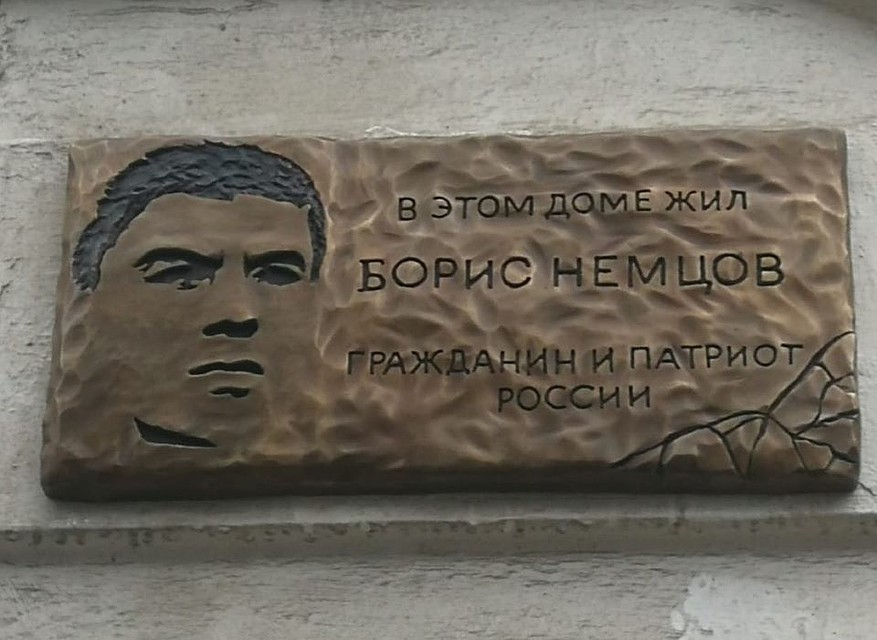 В ЭТОМ ДОМЕ ЖИЛ
БОРИС НЕМЦОВ
ГРАЖДАНИН И ПАТРИОТ
РОССИИ